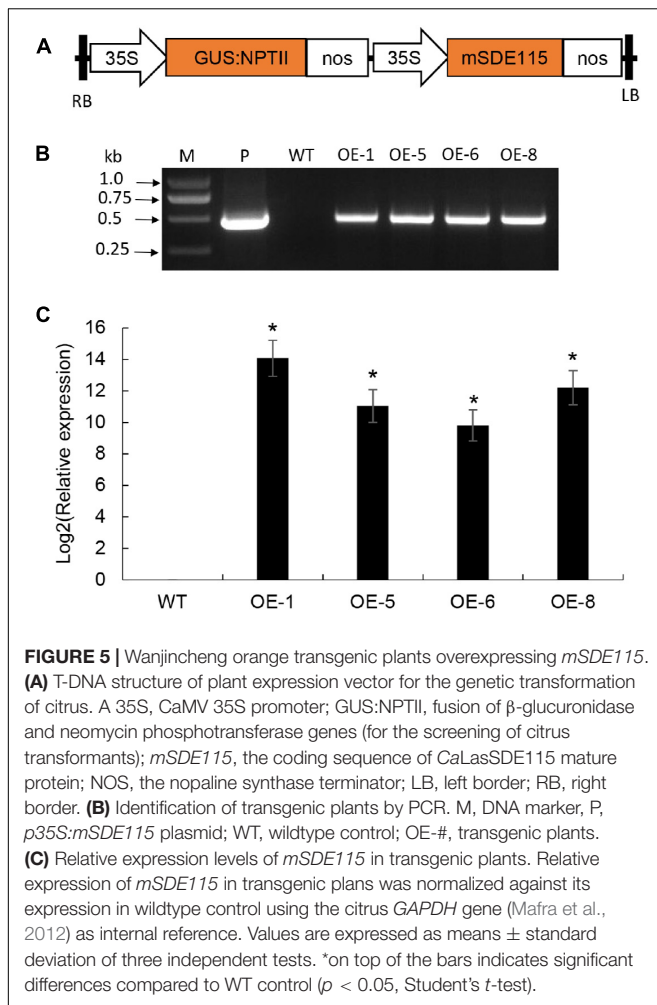 A
35S
GUS:NPTII
nos
35S
mSDE115
nos
RB
LB
B
kb M P WT OE-1 OE-5 OE-6 OE-8
1.0
0.75
0.5
0.25
C
16
14
12
10
8
6
4
2
0
Log2(Relative expression)
*
*
*
*
WT OE-1 OE-5 OE-6 OE-8
FIGURE 5 | Wanjincheng orange transgenic plants overexpressing mSDE115.
(A) T-DNA structure of plant expression vector for the genetic transformation
of citrus. A 35S, CaMV 35S promoter; GUS:NPTII, fusion of β-glucuronidase
and neomycin phosphotransferase genes (for the screening of citrus
transformants); mSDE115, the coding sequence of CaLasSDE115 mature
protein; NOS, the nopaline synthase terminator; LB, left border; RB, right
border. (B) Identification of transgenic plants by PCR. M, DNA marker, P,
p35S:mSDE115 plasmid; WT, wildtype control; OE-#, transgenic plants.
(C) Relative expression levels of mSDE115 in transgenic plants. Relative
expression of mSDE115 in transgenic plans was normalized against its
expression in wildtype control using the citrus GAPDH gene (Mafra et al.,
2012) as internal reference. Values are expressed as means ± standard
deviation of three independent tests. *on top of the bars indicates significant
differences compared to WT control (p < 0.05, Student's t-test).